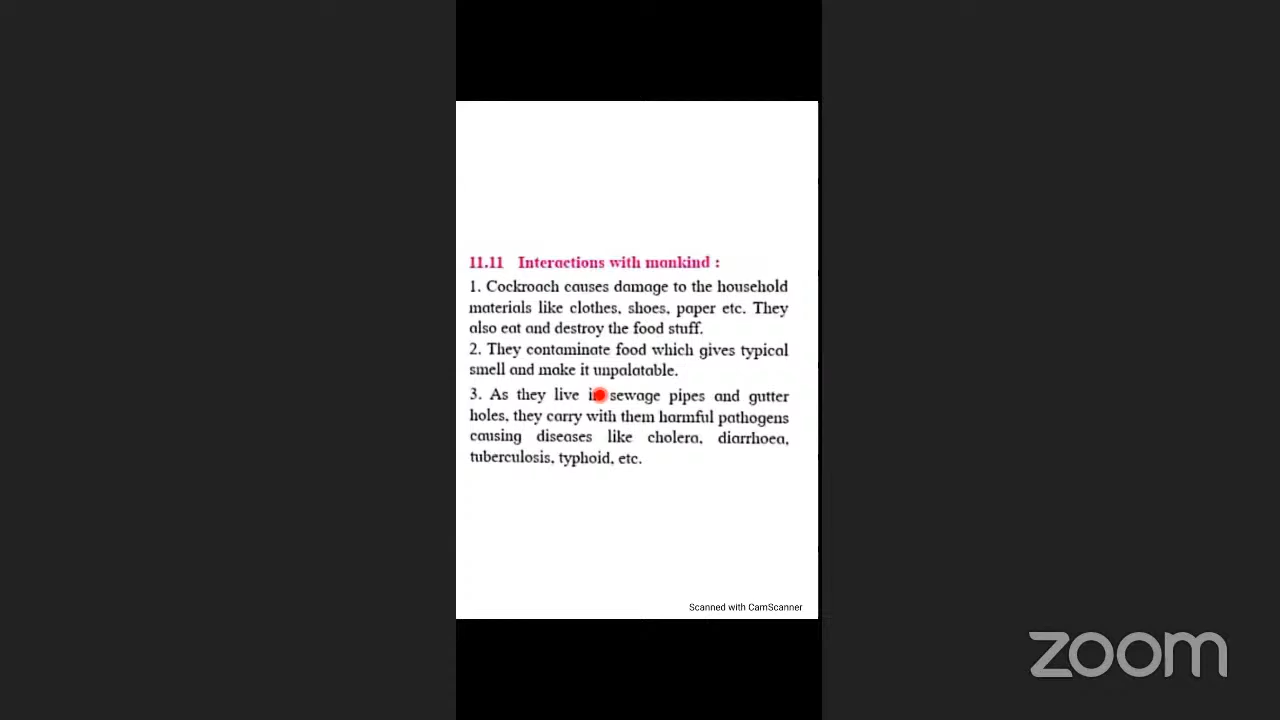 11.11 Interactions with mankind :
1. Cockroach causes damage to the household
materials like clothes, shoes, paper etc. They
also eat and destroy the food stuff.
2. They contaminate food which gives typical
smell and make it unpalatable.
3. As they live in sewage pipes and gutter
holes, they carry with them harmful pathogens
causing diseases like cholera, diarrhoea,
tuberculosis, typhoid, etc.
Scanned with CamScanner
zoom